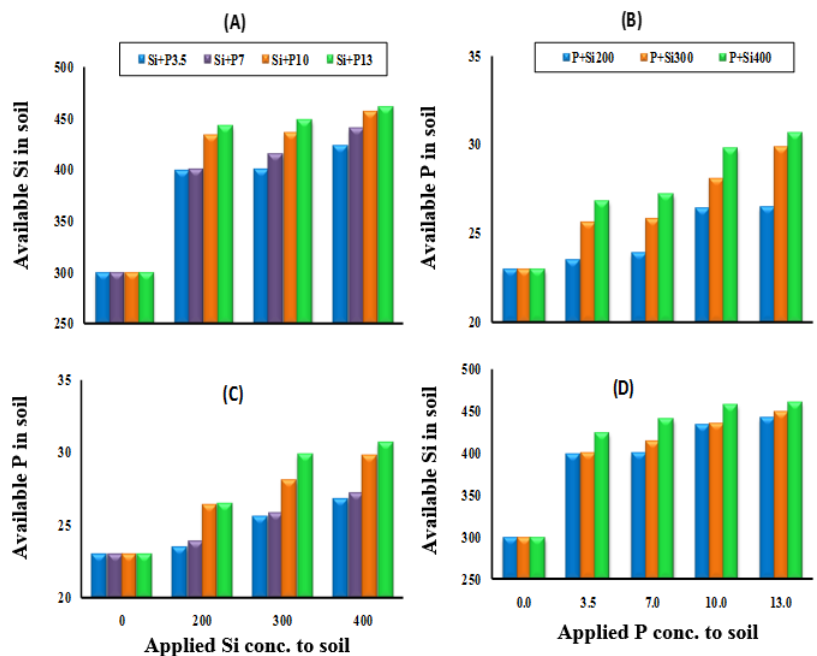 (A)
Si+P3.5 Si+P7 Si+P10 Si+P13
500
450
400
350
300
250
Available Si in soil
(B)
P+Si200 P+Si300 P+Si400
35
30
25
20
Available P in soil
(C)
35
30
25
20
Available P in soil
0 200 300 400
Applied Si conc. to soil
(D)
500
450
400
350
300
250
Available Si in soil
0.0 3.5 7.0 10.0 13.0
Applied P conc. to soil